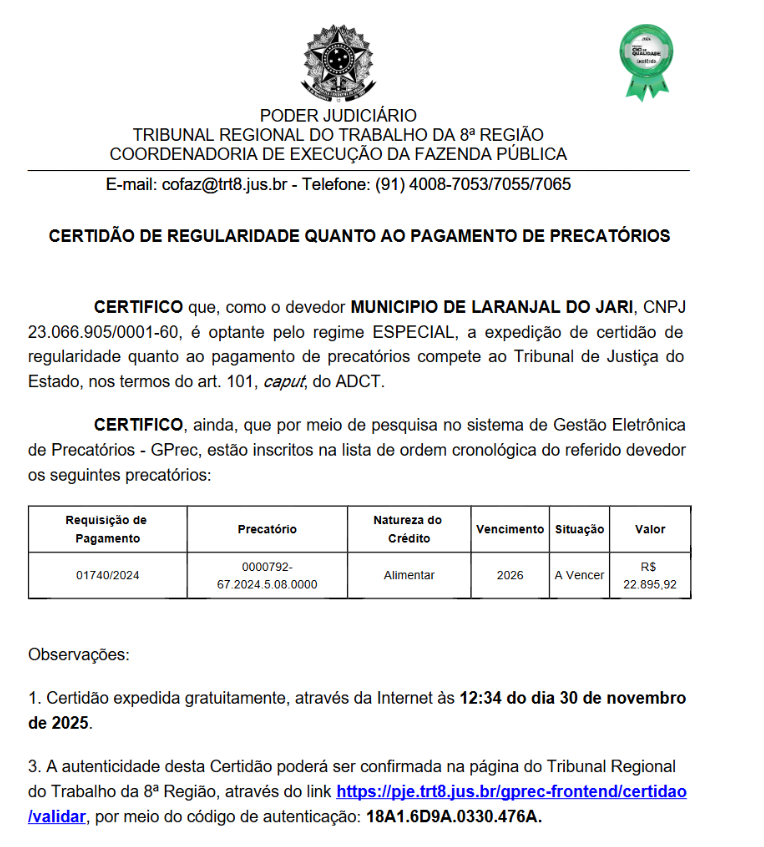 2024
CNJ DE
QUALIDADE
Excelência
PODER JUDICIÁRIO
TRIBUNAL REGIONAL DO TRABALHO DA 8ª REGIÃO
COORDENADORIA DE EXECUÇÃO DA FAZENDA PÚBLICA
E-mail: cofaz@trt8.jus.br - Telefone: (91) 4008-7053/7055/7065
CERTIDÃO DE REGULARIDADE QUANTO AO PAGAMENTO DE PRECATÓRIOS
CERTIFICO que, como o devedor MUNICIPIO DE LARANJAL DO JARI, CNPJ
23.066.905/0001-60, é optante pelo regime ESPECIAL, a expedição de certidão de
regularidade quanto ao pagamento de precatórios compete ao Tribunal de Justiça do
Estado, nos termos do art. 101, caput, do ADCT.
CERTIFICO, ainda, que por meio de pesquisa no sistema de Gestão Eletrônica
de Precatórios - GPrec, estão inscritos na lista de ordem cronológica do referido devedor
os seguintes precatórios:
Requisição de
Pagamento
Precatório
Natureza do
Crédito
Vencimento
Situação
Valor
01740/2024
0000792-
67.2024.5.08.0000
Alimentar
2026
A Vencer
R$
22.895,92
Observações:
1. Certidão expedida gratuitamente, através da Internet às 12:34 do dia 30 de novembro
de 2025.
3. A autenticidade desta Certidão poderá ser confirmada na página do Tribunal Regional
do Trabalho da 8ª Região, através do link https://pje.trt8.jus.br/gprec-frontend/certidao
/validar, por meio do código de autenticação: 18A1.6D9A.0330.476A.